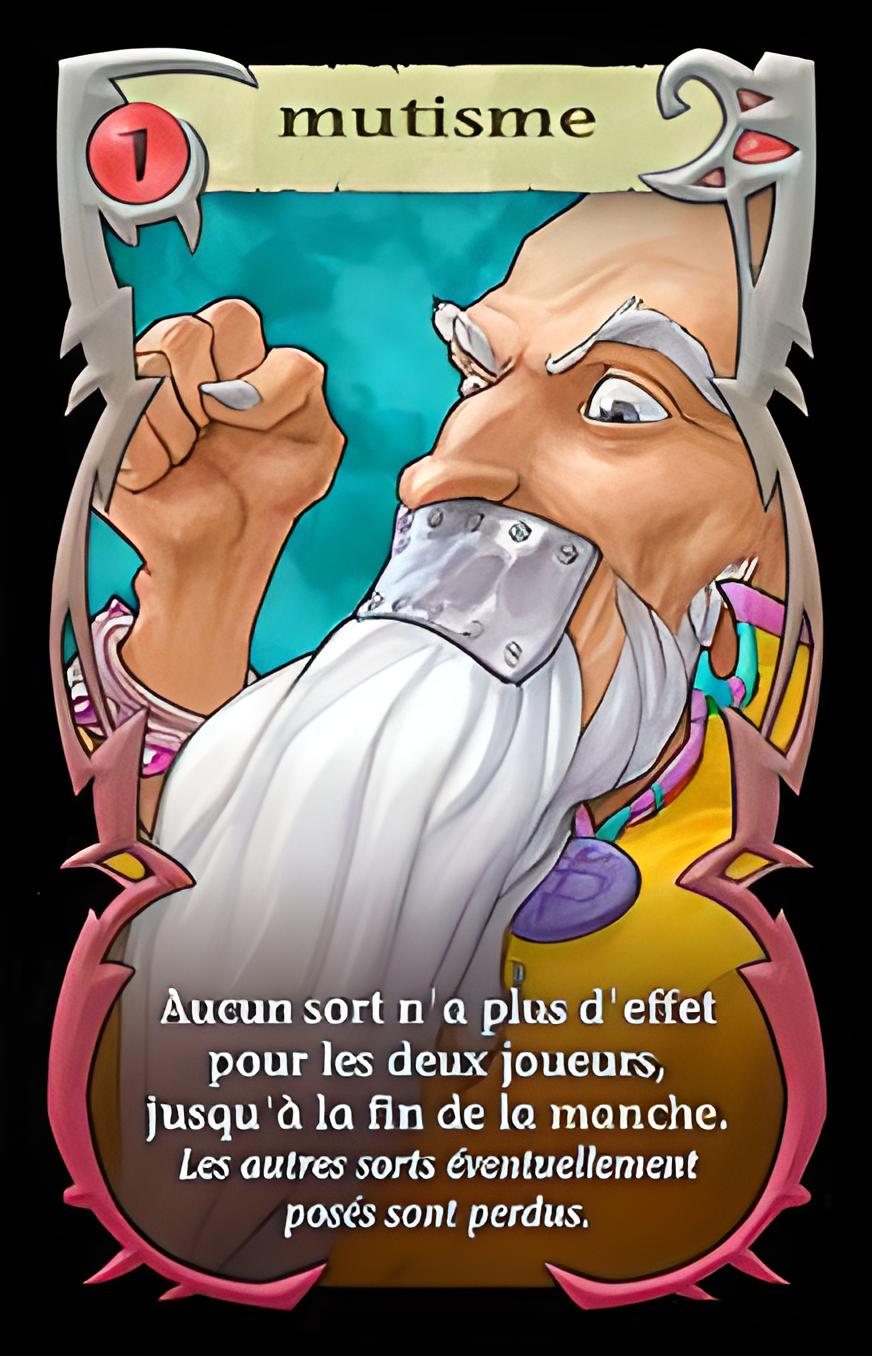 mutisme
1
Aucun sort n'a plus d'effet
pour les deux joueurs,
jusqu'à la fin de la manche.
Les autres sorts éventuellement
posés sont perdus.